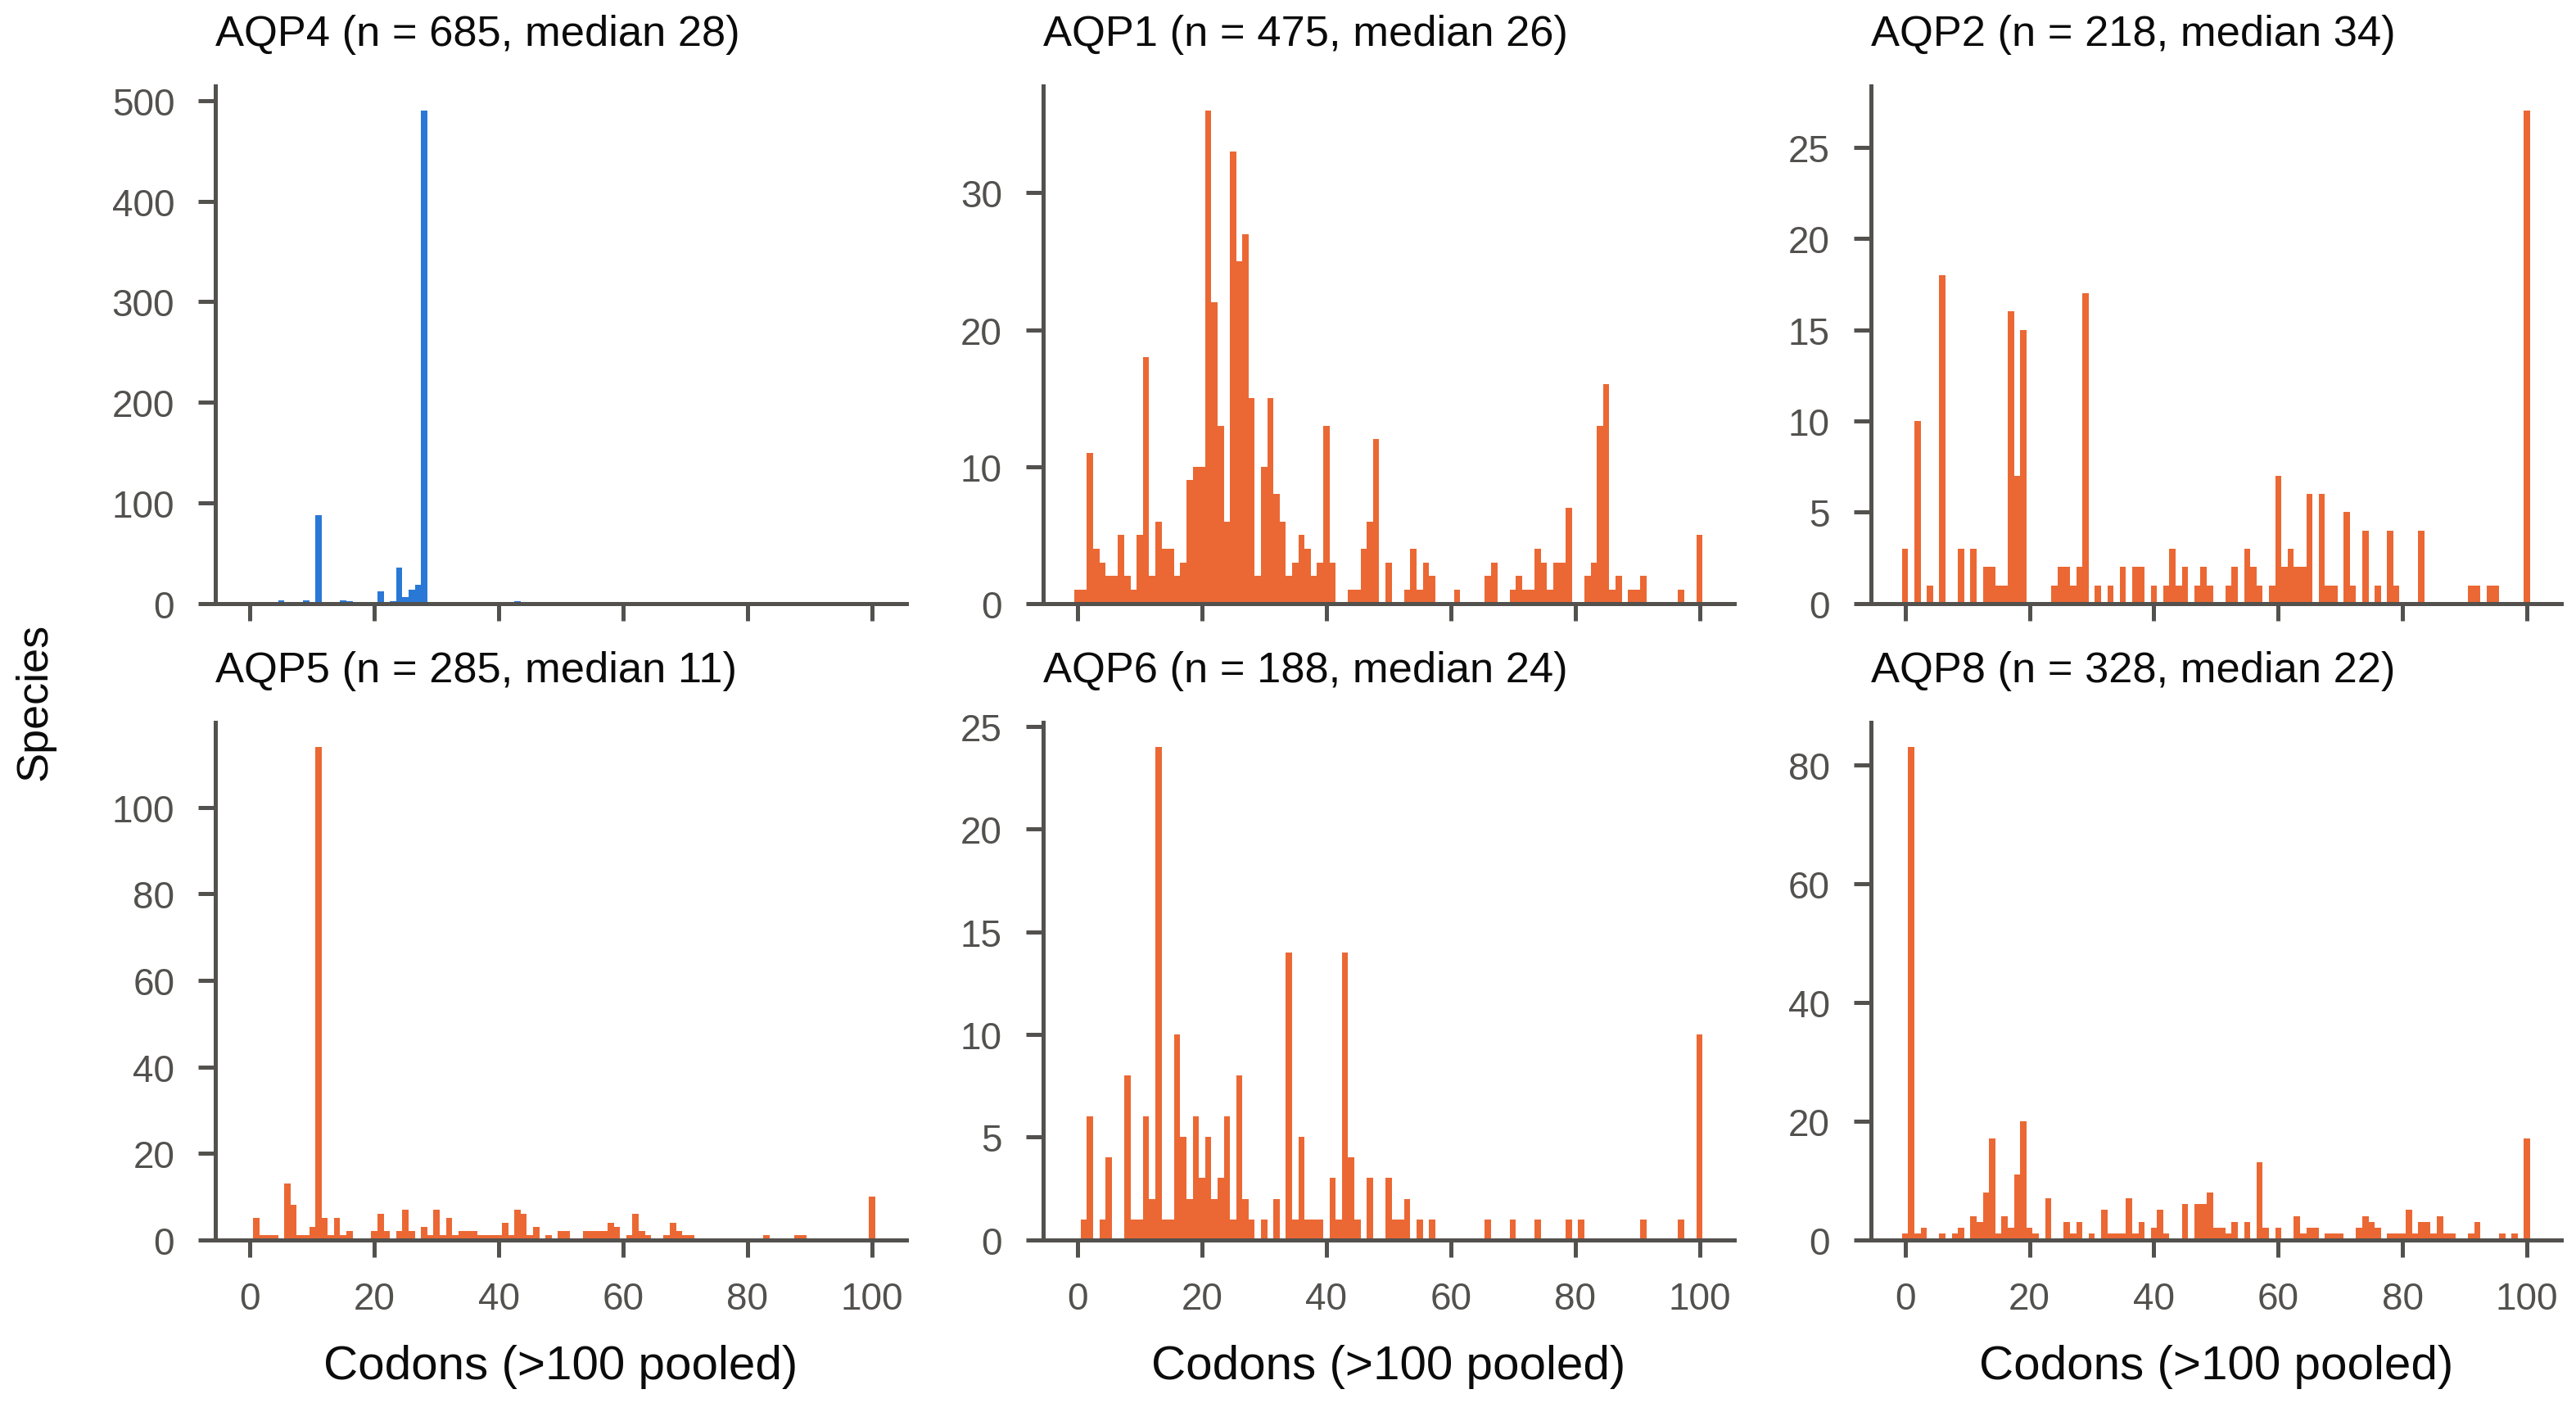 AQP4 (n = 685, median 28)
AQP1 (n = 475, median 26)
AQP2 (n = 218, median 34)
500
400
300
200
100
0
30
20
10
0
25
20
15
10
5
0
Species
AQP5 (n = 285, median 11)
AQP6 (n = 188, median 24)
AQP8 (n = 328, median 22)
100
80
60
40
20
0
25
20
15
10
5
0
80
60
40
20
0
0 20 40 60 80 100
0 20 40 60 80 100
0 20 40 60 80 100
Codons (>100 pooled)
Codons (>100 pooled)
Codons (>100 pooled)